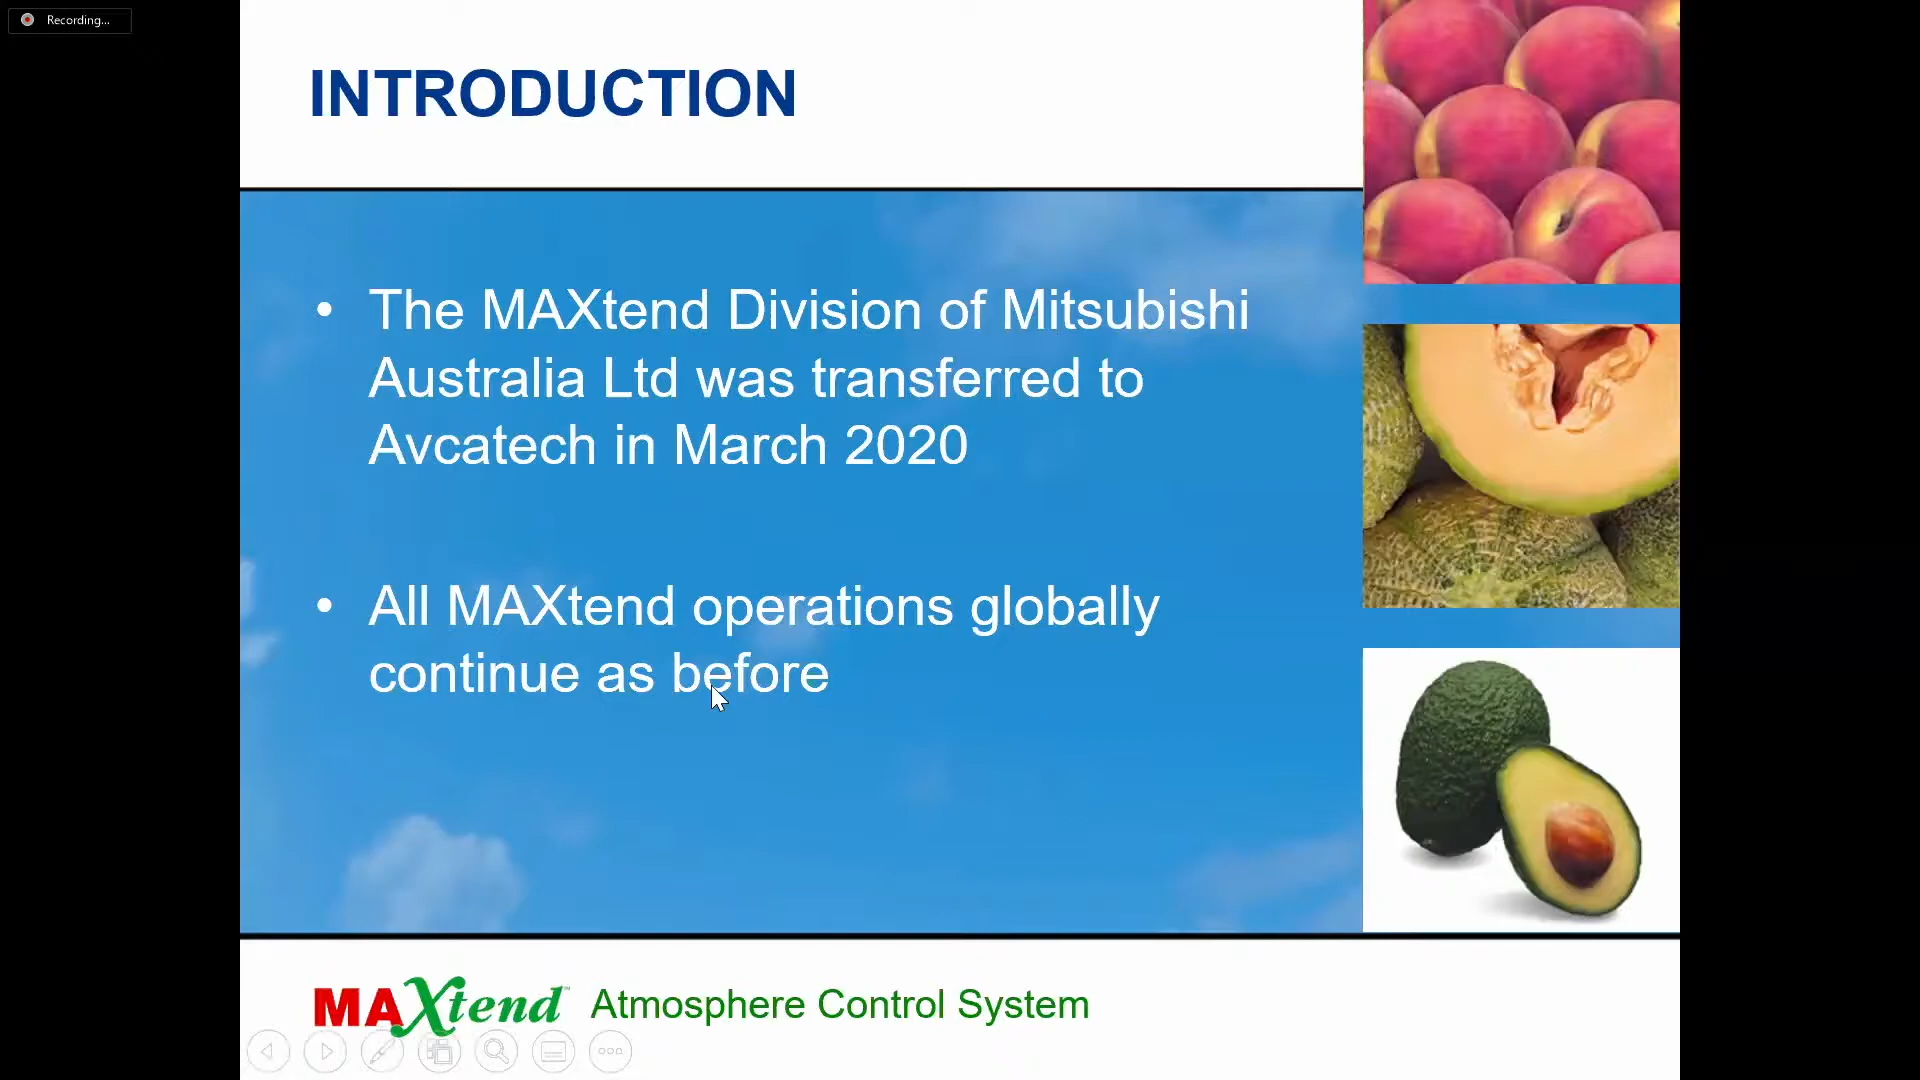 Recording...
INTRODUCTION
• The MAXtend Division of Mitsubishi
Australia Ltd was transferred to
Avcatech in March 2020
• All MAXtend operations globally
continue as before
MAXtend™ Atmosphere Control System